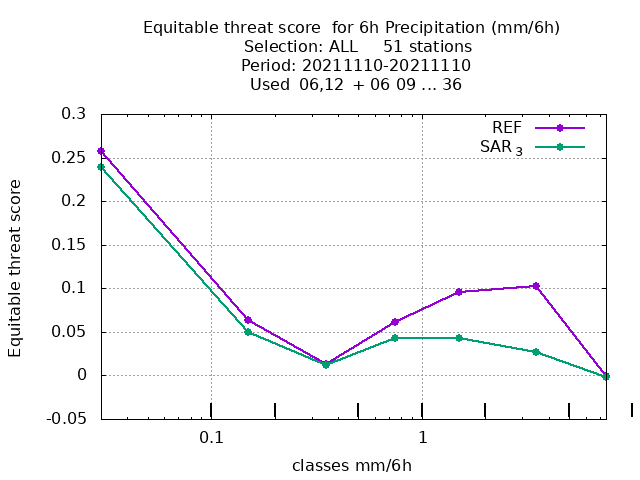 Equitable threat score  for 6h Precipitation (mm/6h)
Selection: ALL     51 stations
Period: 20211110-20211110
Used  06,12  + 06 09 ... 36
0.3
0.25
0.2
0.15
0.1
0.05
0
-0.05
Equitable threat score
REF
SAR 3
0.1
1
classes mm/6h